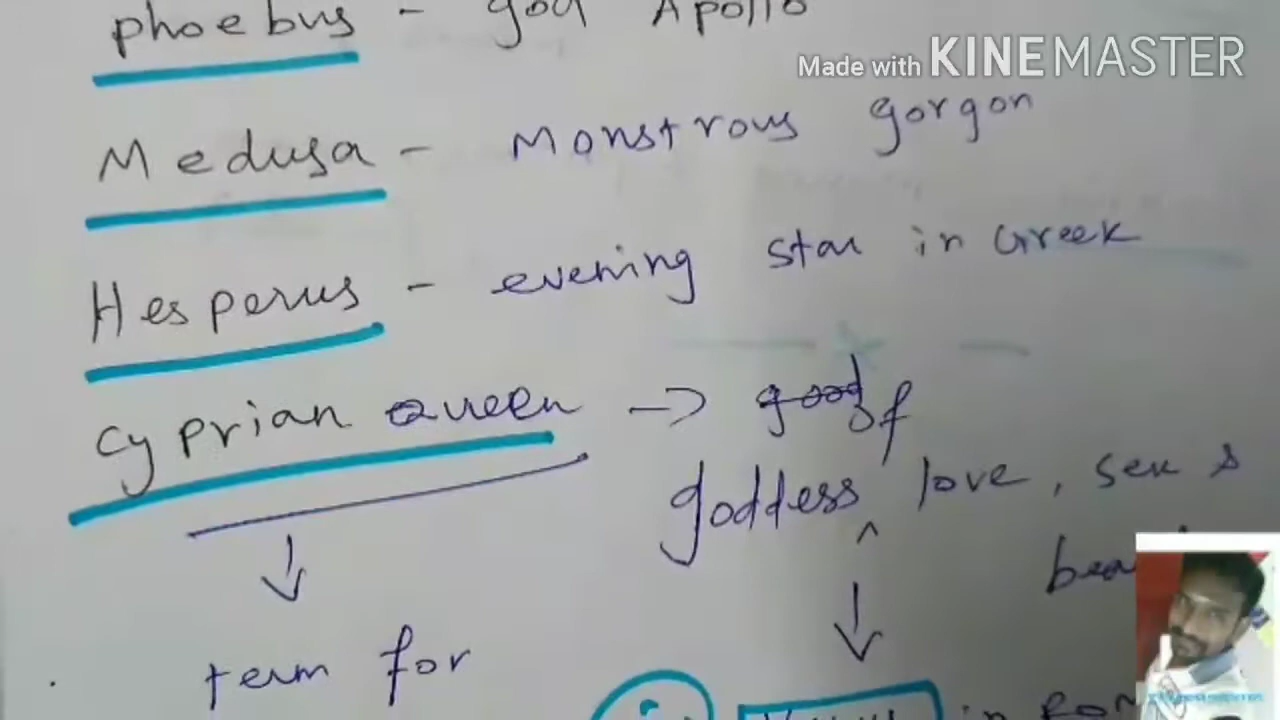 phoebus - god Apollo
Made with KINEMASTER
Medusa - Monstrous gorgon
Hesperus - evening star in Greek
Cyprian Queen -> good of
goddess ^ love, sex &
term for
in